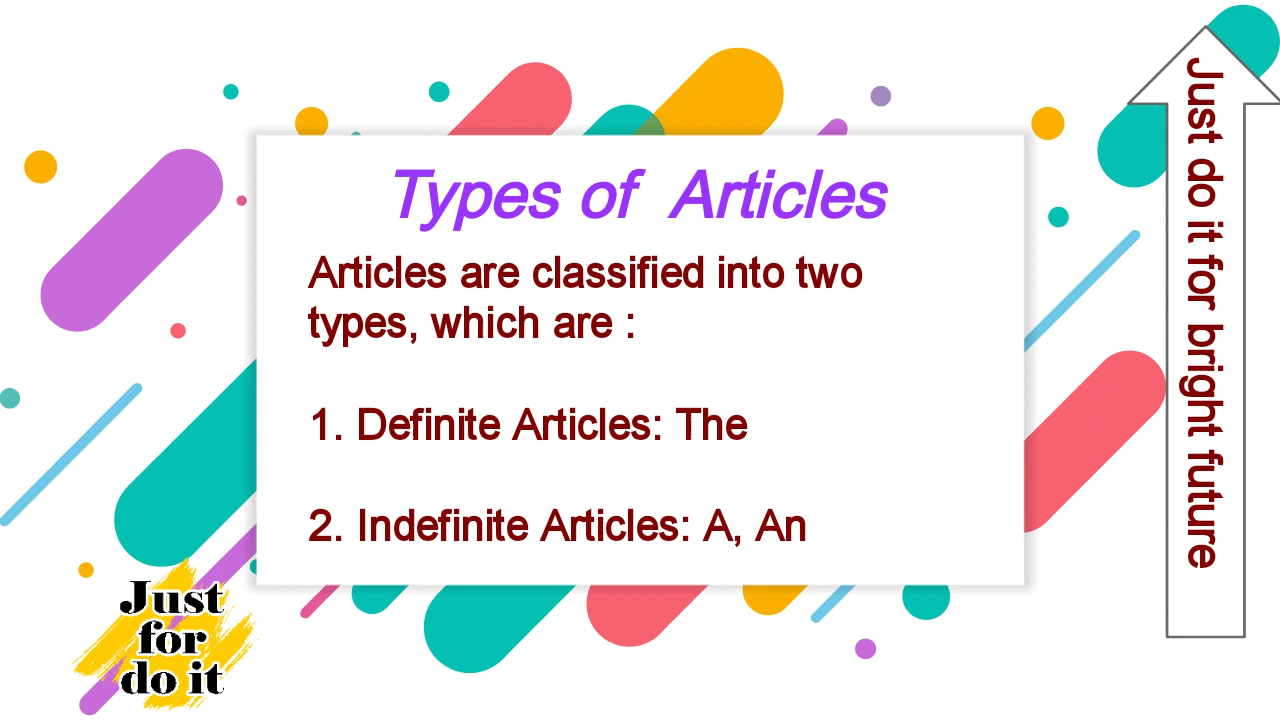 Types of Articles
Articles are classified into two
types, which are :
1. Definite Articles: The
2. Indefinite Articles: A, An
Just do it for bright future
Just
for
do it